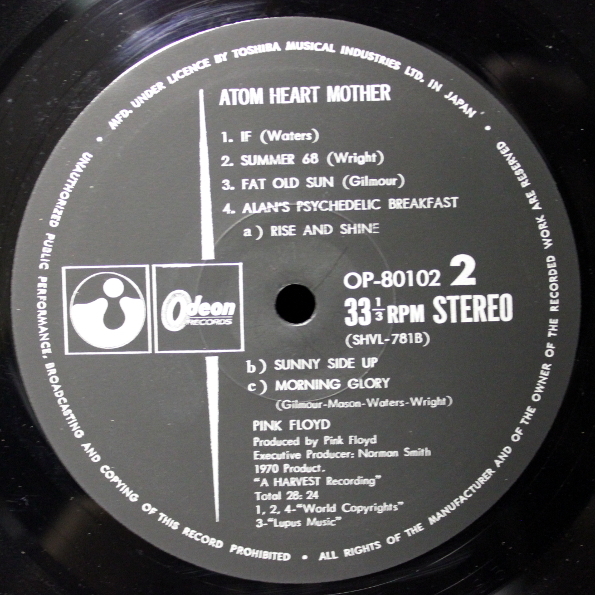 MFD. UNDER LICENCE BY TOSHIBA MUSICAL INDUSTRIES LTD. IN JAPAN
ATOM HEART MOTHER
1. IF (Waters)
2. SUMMER 68 (Wright)
3. FAT OLD SUN (Gilmour)
4. ALAN'S PSYCHEDELIC BREAKFAST
a) RISE AND SHINE
Odeon
RECORDS
OP-80102 2
33 1/3 RPM STEREO
(SHVL-781B)
b) SUNNY SIDE UP
c) MORNING GLORY
(Gilmour-Mason-Waters-Wright)
PINK FLOYD
Produced by Pink Floyd
Executive Producer: Norman Smith
1970 Product.
"A HARVEST Recording"
Total 28: 24
1, 2, 4-"World Copyrights"
3-"Lupus Music"
• ALL RIGHTS OF THE MANUFACTURER AND OF THE OWNER OF THE RECORDED WORK ARE RESERVED •
UNAUTHORIZED PUBLIC PERFORMANCE, BROADCASTING AND COPYING OF THIS RECORD PROHIBITED